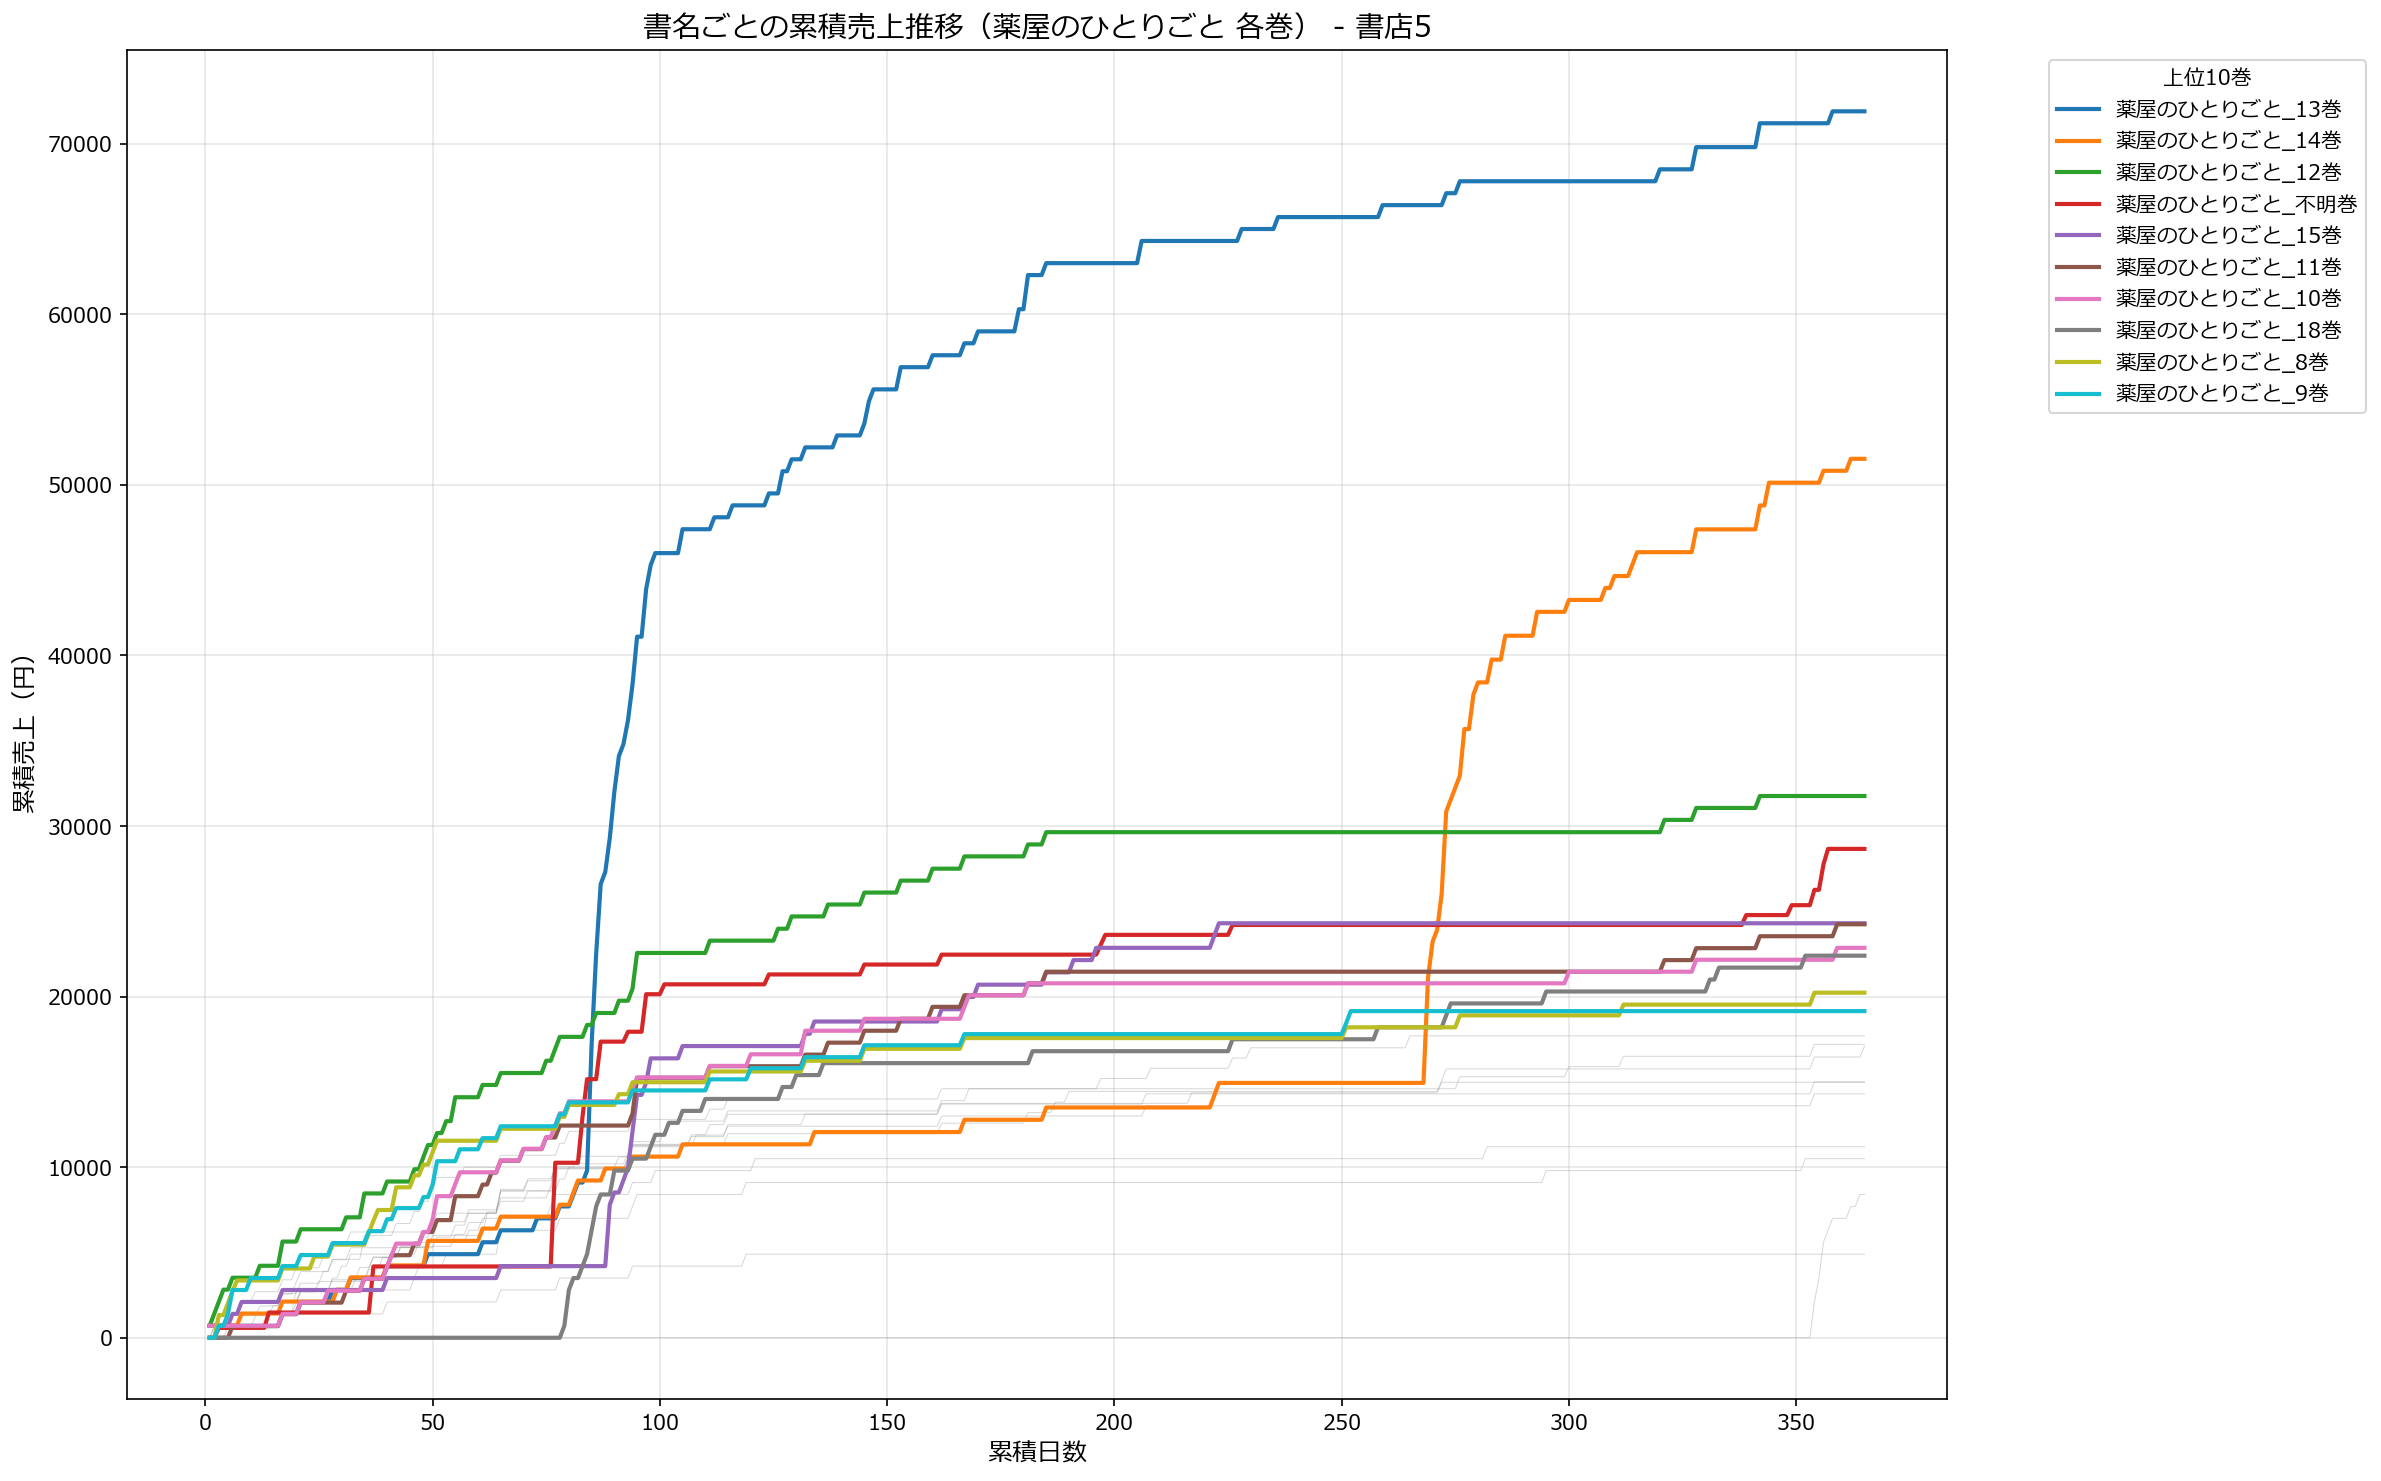 書名ごとの累積売上推移（薬屋のひとりごと 各巻） - 書店5
累積売上（円）
70000
60000
50000
40000
30000
20000
10000
0
0 50 100 150 200 250 300 350
累積日数
上位10巻
薬屋のひとりごと_13巻
薬屋のひとりごと_14巻
薬屋のひとりごと_12巻
薬屋のひとりごと_不明巻
薬屋のひとりごと_15巻
薬屋のひとりごと_11巻
薬屋のひとりごと_10巻
薬屋のひとりごと_18巻
薬屋のひとりごと_8巻
薬屋のひとりごと_9巻